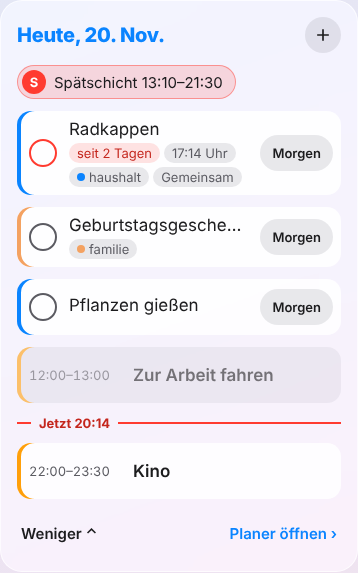 Heute, 20. Nov.
+
S Spätschicht 13:10–21:30
Radkappen
seit 2 Tagen 17:14 Uhr
haushalt Gemeinsam
Morgen
Geburtstagsgesche...
familie
Morgen
Pflanzen gießen
Morgen
12:00–13:00 Zur Arbeit fahren
Jetzt 20:14
22:00–23:30 Kino
Weniger
Planer öffnen ›